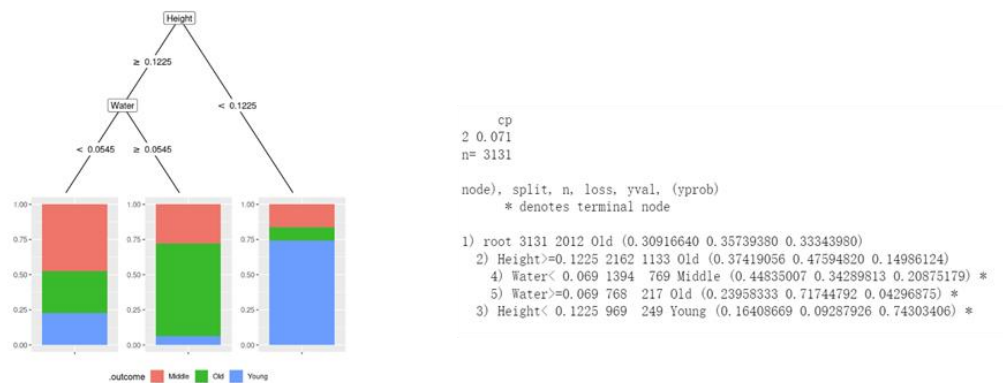 Height
≥ 0.1225
Water
< 0.1225
< 0.0545 ≥ 0.0545
1.00 1.00 1.00
0.75 0.75 0.75
0.50 0.50 0.50
0.25 0.25 0.25
0.00 0.00 0.00
.outcome Middle Old Young
cp
2 0.071
n= 3131
node), split, n, loss, yval, (yprob)
* denotes terminal node
1) root 3131 2012 Old (0.30916640 0.35739380 0.33343980)
2) Height>=0.1225 2162 1133 Old (0.37419056 0.47594820 0.14986124)
4) Water< 0.069 1394 769 Middle (0.44835007 0.34289813 0.20875179) *
5) Water>=0.069 768 217 Old (0.23958333 0.71744792 0.04296875) *
3) Height< 0.1225 969 249 Young (0.16408669 0.09287926 0.74303406) *